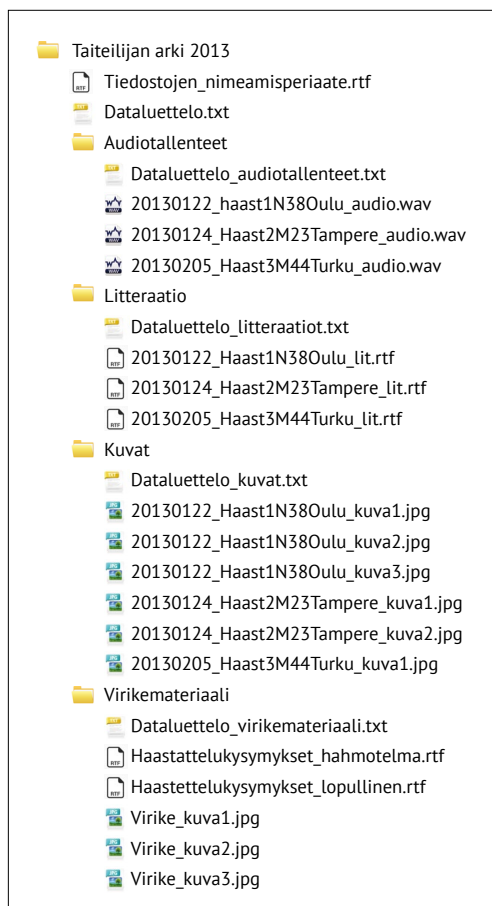 Taiteilijan arki 2013
Tiedostojen_nimeamisperiaate.rtf
Dataluettelo.txt
Audiotallenteet
Dataluettelo_audiotallenteet.txt
20130122_haast1N38Oulu_audio.wav
20130124_Haast2M23Tampere_audio.wav
20130205_Haast3M44Turku_audio.wav
Litteraatio
Dataluettelo_litteraatiot.txt
20130122_Haast1N38Oulu_lit.rtf
20130124_Haast2M23Tampere_lit.rtf
20130205_Haast3M44Turku_lit.rtf
Kuvat
Dataluettelo_kuvat.txt
20130122_Haast1N38Oulu_kuva1.jpg
20130122_Haast1N38Oulu_kuva2.jpg
20130122_Haast1N38Oulu_kuva3.jpg
20130124_Haast2M23Tampere_kuva1.jpg
20130124_Haast2M23Tampere_kuva2.jpg
20130205_Haast3M44Turku_kuva1.jpg
Virikemateriaali
Dataluettelo_virikemateriaali.txt
Haastattelukysymykset_hahmotelma.rtf
Haastettelukysymykset_lopullinen.rtf
Virike_kuva1.jpg
Virike_kuva2.jpg
Virike_kuva3.jpg